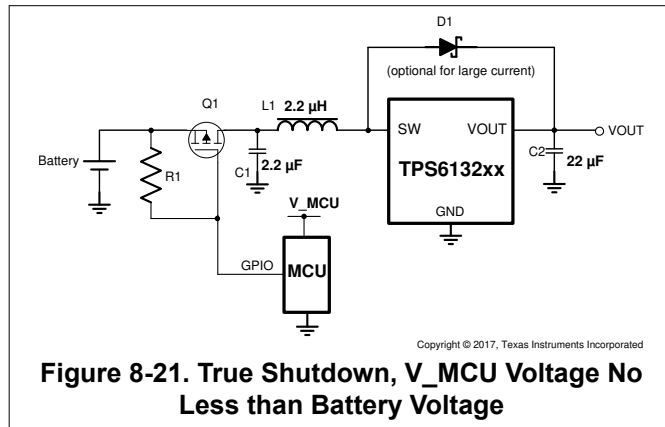 D1
(optional for large current)
Q1
L1 2.2 µH
SW VOUT
VOUT
Battery
C1
2.2 µF
TPS6132xx
C2 22 µF
R1
V_MCU
GND
GPIO
MCU
Copyright © 2017, Texas Instruments Incorporated
Figure 8-21. True Shutdown, V_MCU Voltage No
Less than Battery Voltage